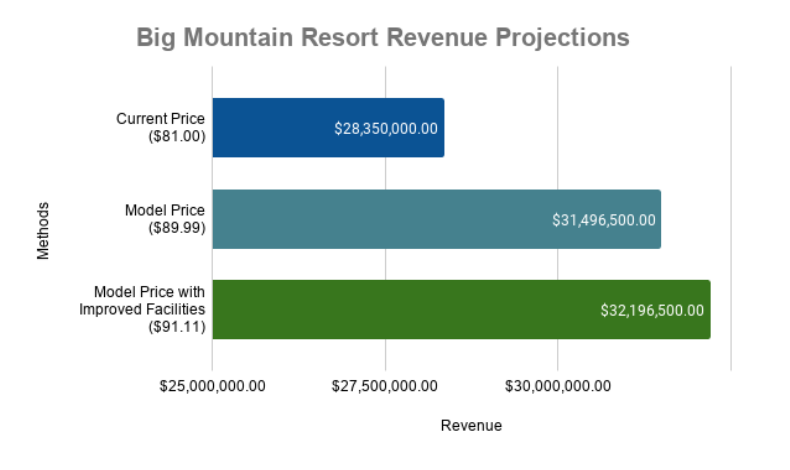 Big Mountain Resort Revenue Projections
Methods
Current Price
($81.00)
$28,350,000.00
Model Price
($89.99)
$31,496,500.00
Model Price with
Improved Facilities
($91.11)
$32,196,500.00
$25,000,000.00
$27,500,000.00
$30,000,000.00
Revenue